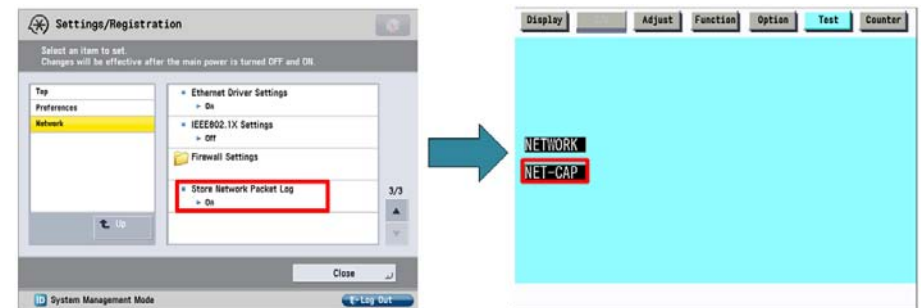 Settings/Registration
Select an item to set.
Changes will be effective after the main power is turned OFF and ON.
Top
Preferences
Network
Up
Ethernet Driver Settings
On
IEEE802.1X Settings
Off
Firewall Settings
Store Network Packet Log
On
3/3
Close
ID System Management Mode
Log Out
Display
Adjust
Function
Option
Test
Counter
NETWORK
NET-CAP